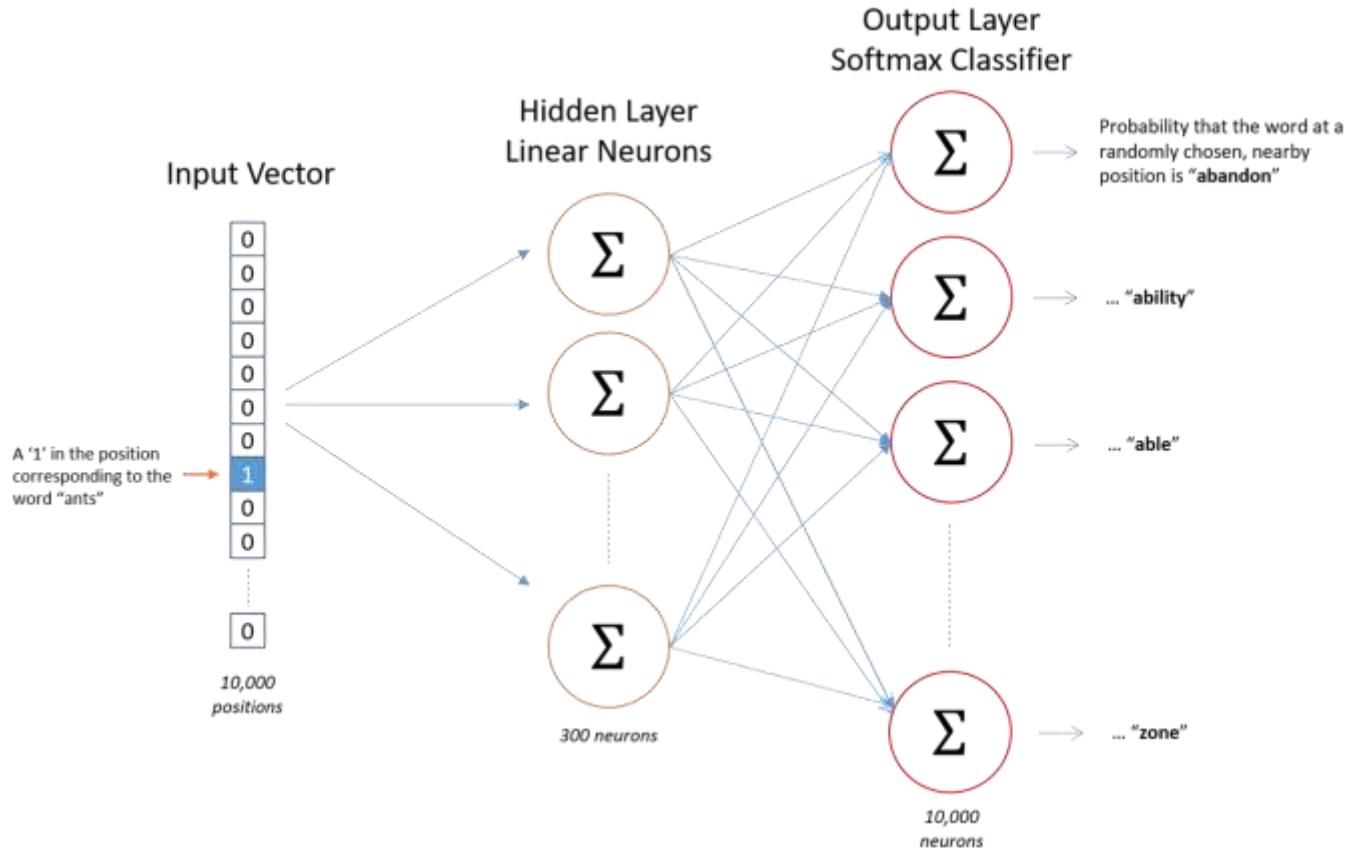 Output Layer
Softmax Classifier
Hidden Layer
Linear Neurons
Input Vector
0
0
0
0
0
0
0
1
0
0
0
A ‘1’ in the position
corresponding to the
word “ants”
10,000
positions
Σ
Σ
Σ
300 neurons
Σ
Σ
Σ
Σ
10,000
neurons
Probability that the word at a
randomly chosen, nearby
position is “abandon”
... “ability”
... “able”
... “zone”